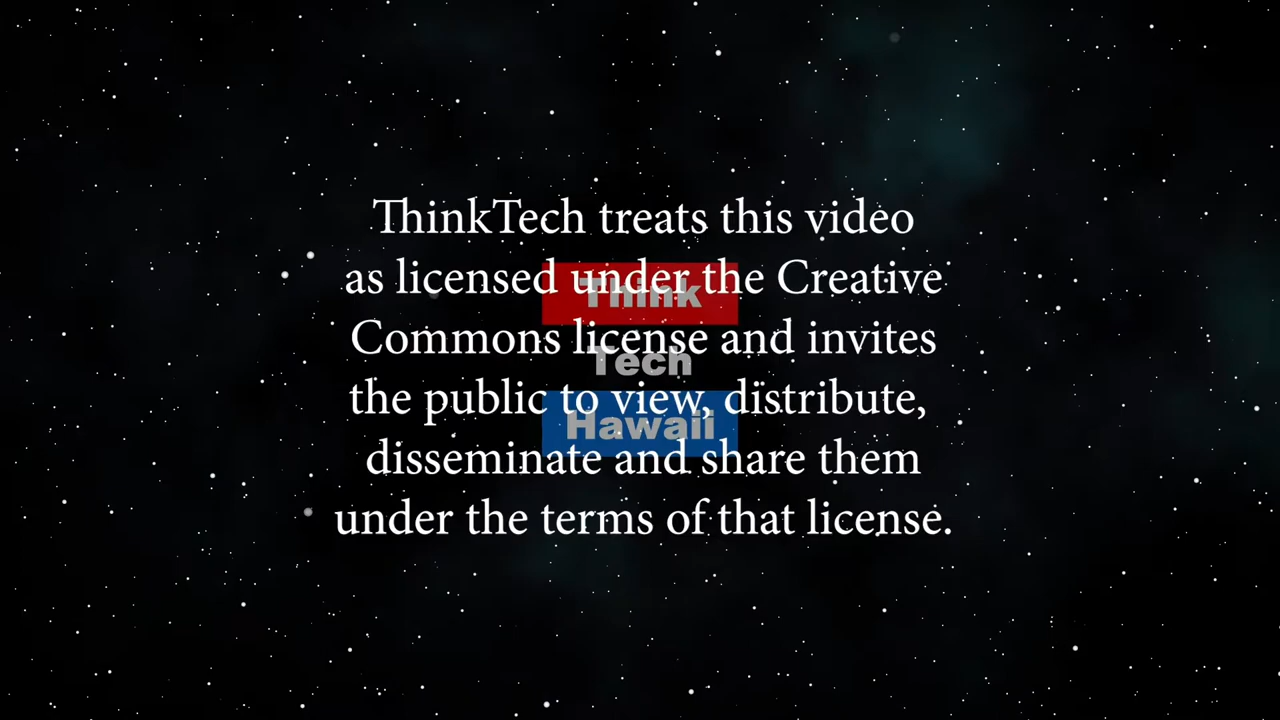 ThinkTech treats this video
as licensed under the Creative
Commons license and invites
the public to view, distribute,
disseminate and share them
under the terms of that license.
Think
Tech
Hawaii